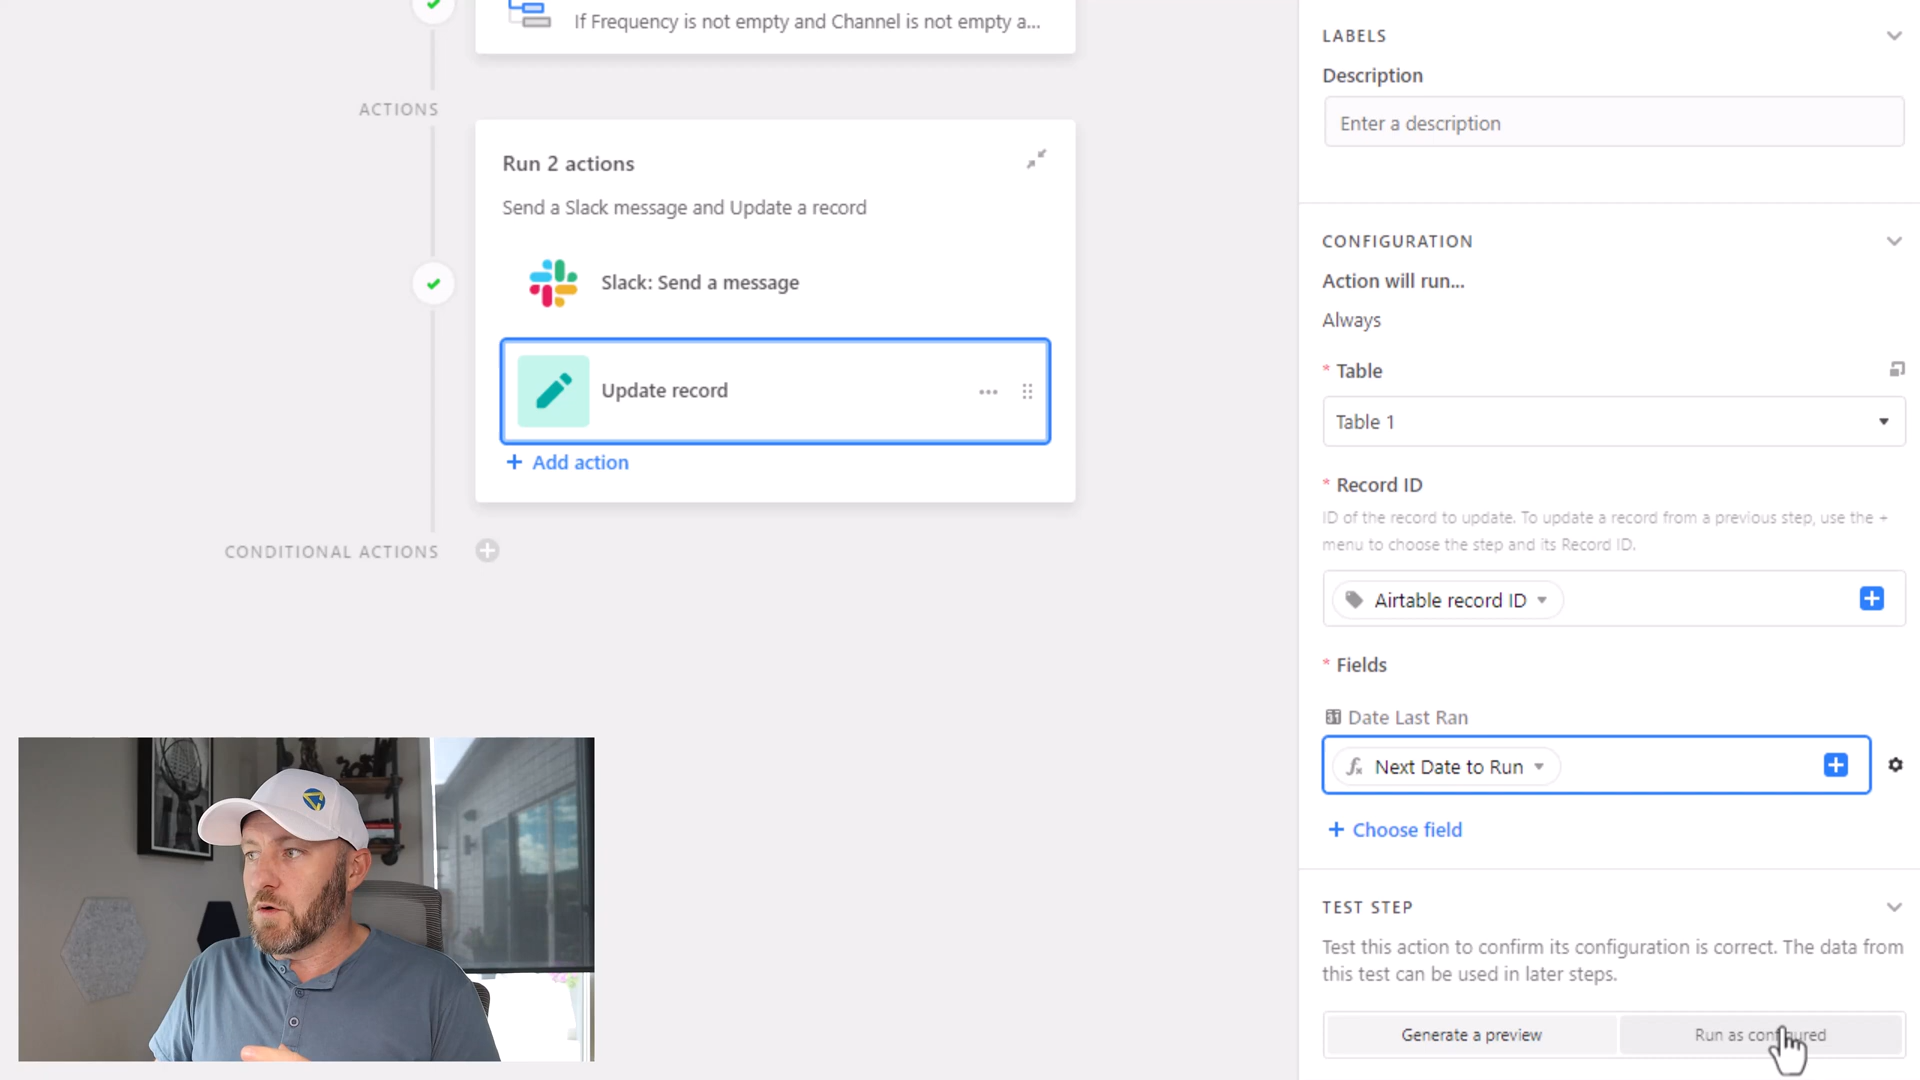 If Frequency is not empty and Channel is not empty a...
ACTIONS
Run 2 actions
Send a Slack message and Update a record
Slack: Send a message
Update record
+ Add action
CONDITIONAL ACTIONS
LABELS
Description
Enter a description
CONFIGURATION
Action will run...
Always
* Table
Table 1
* Record ID
ID of the record to update. To update a record from a previous step, use the +
menu to choose the step and its Record ID.
Airtable record ID
* Fields
Date Last Ran
Next Date to Run
+ Choose field
TEST STEP
Test this action to confirm its configuration is correct. The data from
this test can be used in later steps.
Generate a preview
Run as configured